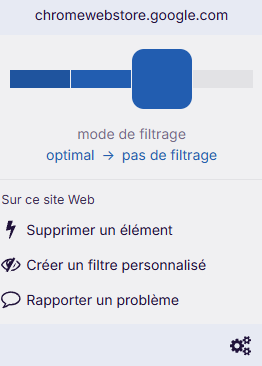 chromewebstore.google.com
mode de filtrage
optimal → pas de filtrage
Sur ce site Web
Supprimer un élément
Créer un filtre personnalisé
Rapporter un problème